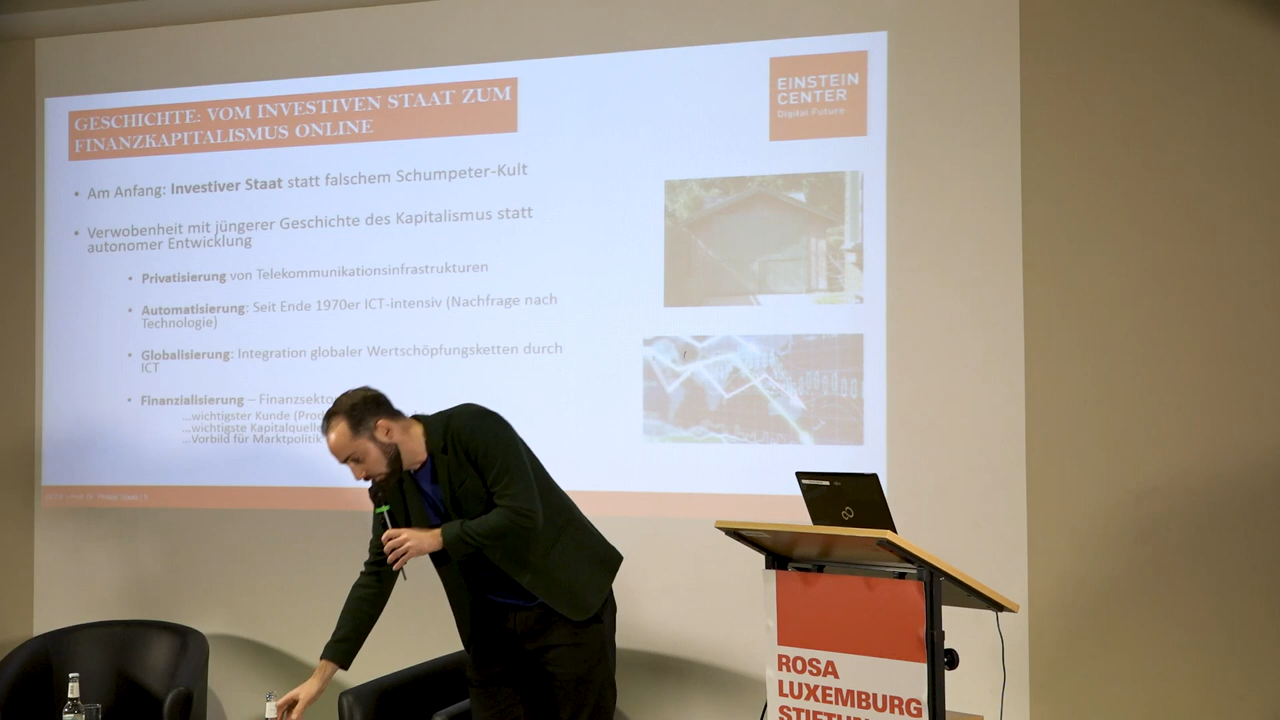 GESCHICHTE: VOM INVESTIVEN STAAT ZUM
FINANZKAPITALISMUS ONLINE
EINSTEIN
CENTER
Digital Future
• Am Anfang: Investiver Staat statt falschem Schumpeter-Kult
• Verwobenheit mit jüngerer Geschichte des Kapitalismus statt
autonomer Entwicklung
• Privatisierung von Telekommunikationsinfrastrukturen
• Automatisierung: Seit Ende 1970er ICT-intensiv (Nachfrage nach
Technologie)
• Globalisierung: Integration globaler Wertschöpfungsketten durch
ICT
• Finanzialisierung – Finanzsekto
...wichtigster Kunde (Prod
...wichtigste Kapitalquelle
...Vorbild für Marktpolitik
ROSA
LUXEMBURG
STIFTUN